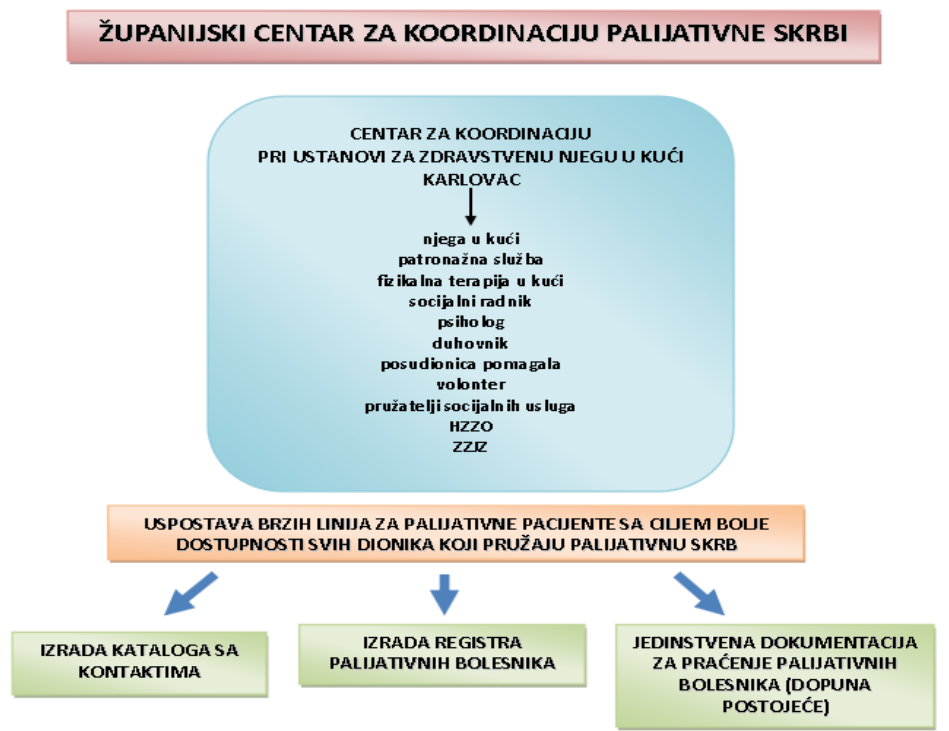 ŽUPANIJSKI CENTAR ZA KOORDINACIJU PALIJATIVNE SKRBI
CENTAR ZA KOORDINACIJU
PRI USTANOVI ZA ZDRAVSTVENU NJEGU U KUĆI
KARLOVAC
njega u kući
patronažna služba
fizikalna terapija u kući
socijalni radnik
psiholog
duhovnik
posudionica pomagala
volonter
pružatelji socijalnih usluga
HZZO
ZZJZ
USPOSTAVA BRZIH LINIJA ZA PALIJATIVNE PACIJENTE SA CILJEM BOLJE
DOSTUPNOSTI SVIH DIONIKA KOJI PRUŽAJU PALIJATIVNU SKRB
IZRADA KATALOGA SA
KONTAKTIMA
IZRADA REGISTRA
PALIJATIVNIH BOLESNIKA
JEDINSTVENA DOKUMENTACIJA
ZA PRAĆENJE PALIJATIVNIH
BOLESNIKA (DOPUNA
POSTOJEĆE)